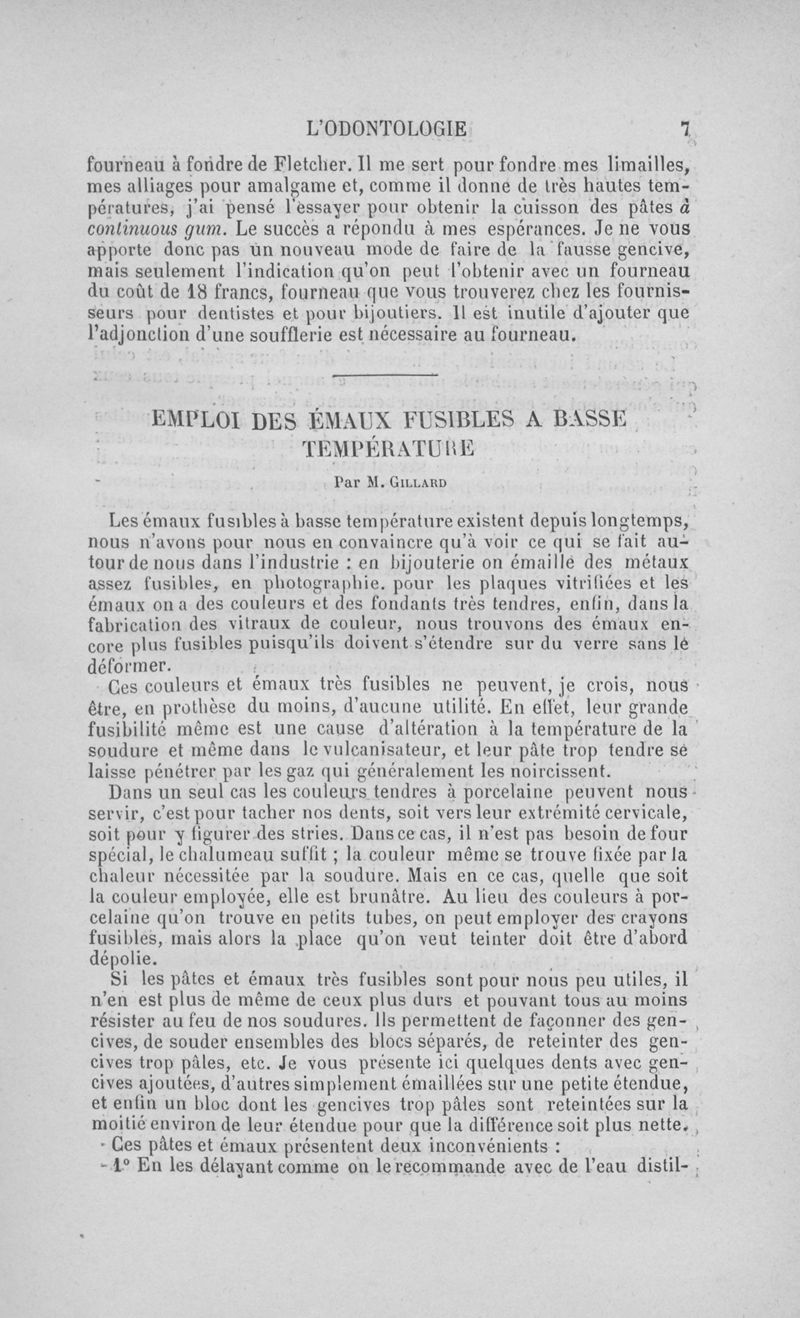 L'ODONTOLOGIE 7
fourneau à fondre de Fletcher. Il me sert pour fondre mes limailles,
mes alliages pour amalgame et, comme il donne de très hautes tem-
pératures, j'ai pensé l'essayer pour obtenir la cuisson des pâtes à
continuous gum. Le succès a répondu à mes espérances. Je ne vous
apporte donc pas un nouveau mode de faire de la fausse gencive,
mais seulement l'indication qu'on peut l'obtenir avec un fourneau
du coût de 18 francs, fourneau que vous trouverez chez les fournis-
seurs pour dentistes et pour bijoutiers. Il est inutile d'ajouter que
l'adjonction d'une soufflerie est nécessaire au fourneau.
EMPLOI DES ÉMAUX FUSIBLES A BASSE
TEMPÉRATURE
Par M. GILLARD
Les émaux fusibles à basse température existent depuis longtemps,
nous n'avons pour nous en convaincre qu'à voir ce qui se fait au-
tour de nous dans l'industrie : en bijouterie on émaille des métaux
assez fusibles, en photographie. pour les plaques vitrifiées et les
émaux on a des couleurs et des fondants très tendres, enfin, dans la
fabrication des vitraux de couleur, nous trouvons des émaux en-
core plus fusibles puisqu'ils doivent s'étendre sur du verre sans le
déformer.
Ces couleurs et émaux très fusibles ne peuvent, je crois, nous
être, en prothèse du moins, d'aucune utilité. En effet, leur grande
fusibilité même est une cause d'altération à la température de la
soudure et même dans le vulcanisateur, et leur pâte trop tendre se
laisse pénétrer par les gaz qui généralement les noircissent.
Dans un seul cas les couleurs tendres à porcelaine peuvent nous
servir, c'est pour tacher nos dents, soit vers leur extrémité cervicale,
soit pour y figurer des stries. Dans ce cas, il n'est pas besoin de four
spécial, le chalumeau suffit ; la couleur même se trouve fixée par la
chaleur nécessitée par la soudure. Mais en ce cas, quelle que soit
la couleur employée, elle est brunâtre. Au lieu des couleurs à por-
celaine qu'on trouve en petits tubes, on peut employer des crayons
fusibles, mais alors la place qu'on veut teinter doit être d'abord
dépolie.
Si les pâtes et émaux très fusibles sont pour nous peu utiles, il
n'en est plus de même de ceux plus durs et pouvant tous au moins
résister au feu de nos soudures. Ils permettent de façonner des gen-
cives, de souder ensembles des blocs séparés, de reteinter des gen-
cives trop pâles, etc. Je vous présente ici quelques dents avec gen-
cives ajoutées, d'autres simplement émaillées sur une petite étendue,
et enfin un bloc dont les gencives trop pâles sont reteintées sur la
moitié environ de leur étendue pour que la différence soit plus nette.
Ces pâtes et émaux présentent deux inconvénients :
1° En les délayant comme on le recommande avec de l'eau distil-